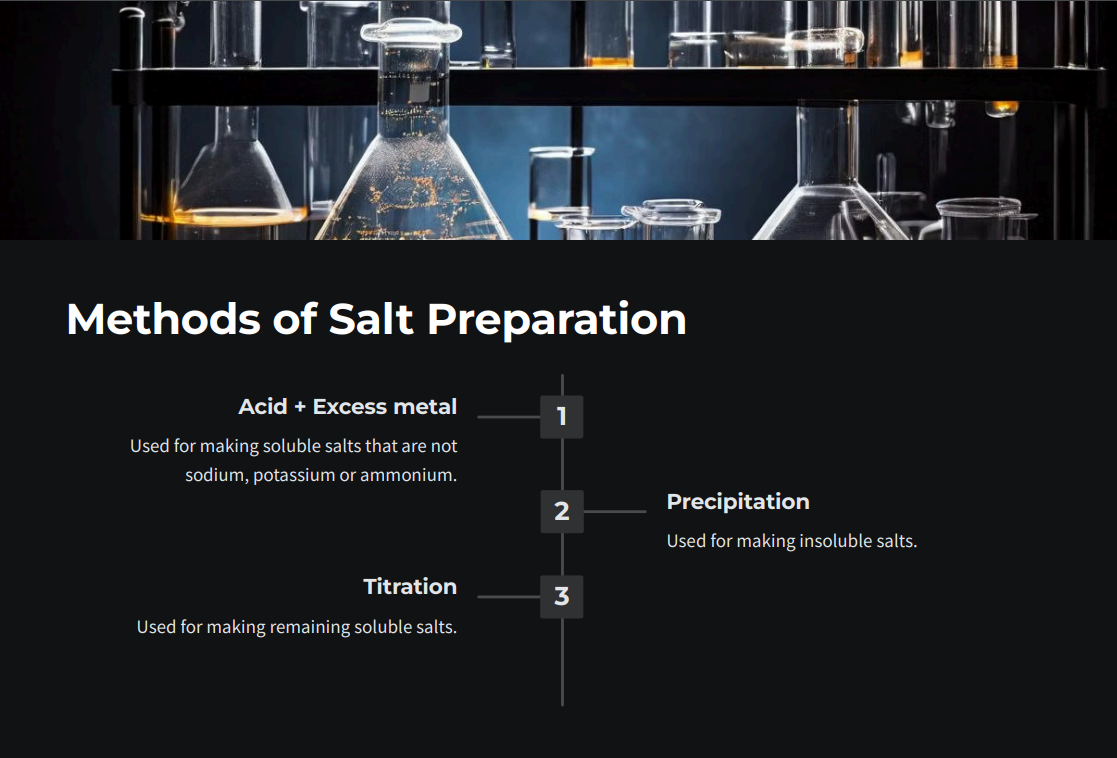 Methods of Salt Preparation
Acid + Excess metal
1
Used for making soluble salts that are not
sodium, potassium or ammonium.
2
Precipitation
Used for making insoluble salts.
Titration
3
Used for making remaining soluble salts.